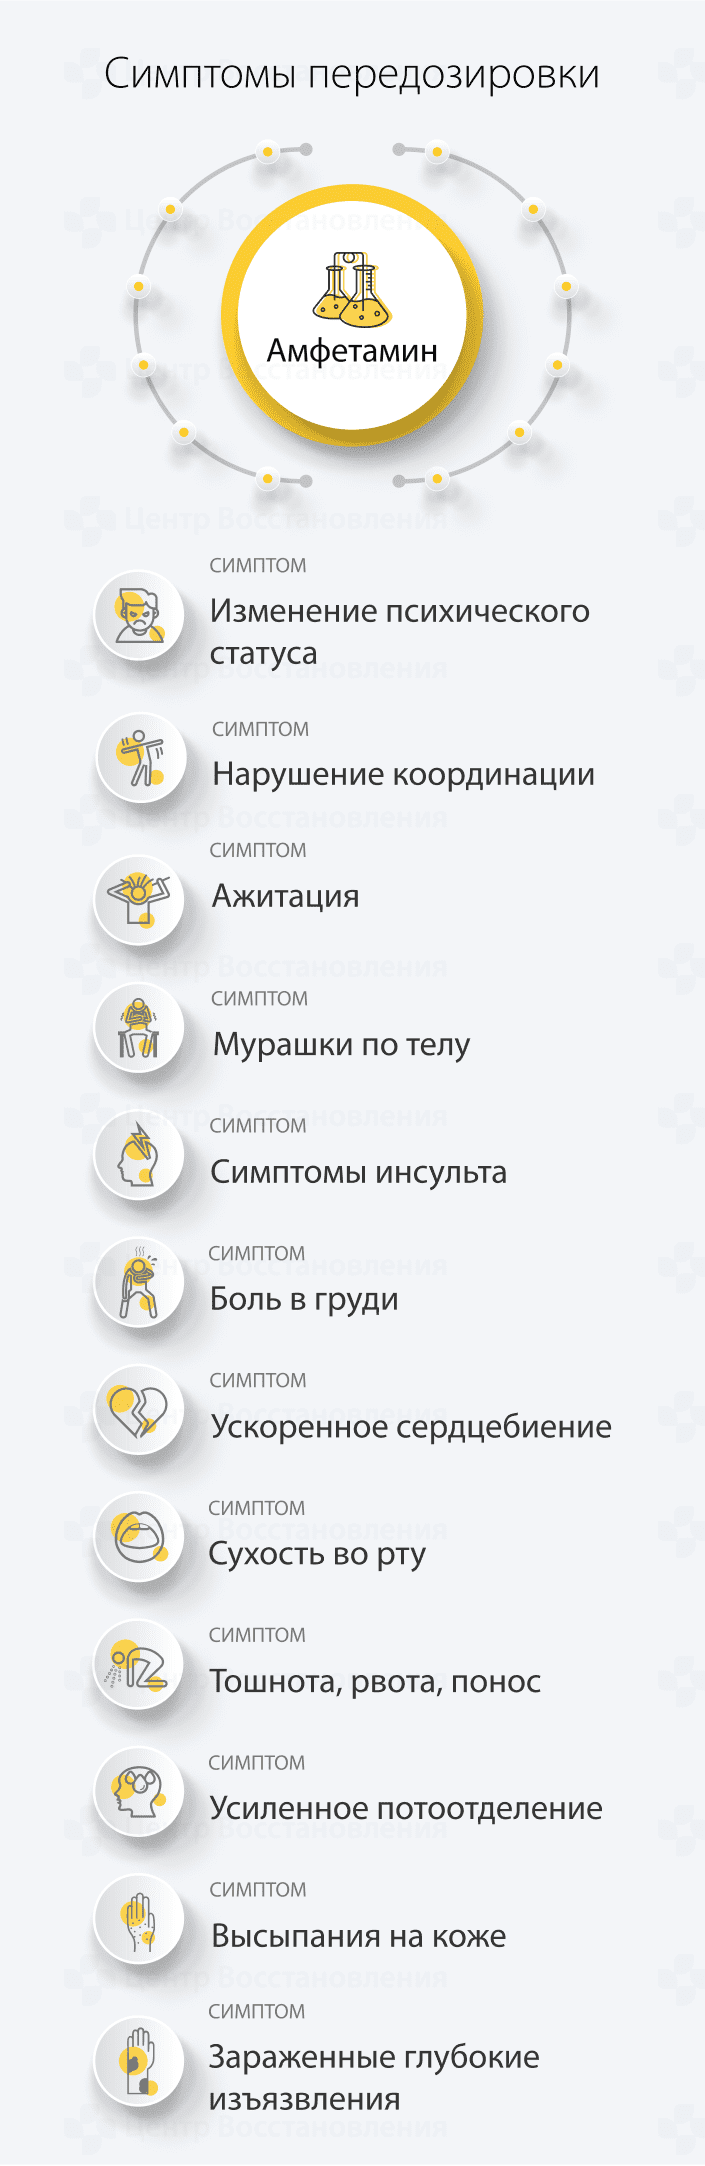 Симптомы передозировки
Амфетамин
СИМПТОМ
Изменение психического
статуса
СИМПТОМ
Нарушение координации
СИМПТОМ
Ажитация
СИМПТОМ
Мурашки по телу
СИМПТОМ
Симптомы инсульта
СИМПТОМ
Боль в груди
СИМПТОМ
Ускоренное сердцебиение
СИМПТОМ
Сухость во рту
СИМПТОМ
Тошнота, рвота, понос
СИМПТОМ
Усиленное потоотделение
СИМПТОМ
Высыпания на коже
СИМПТОМ
Зараженные глубокие
изъязвления
Центр Восстановления